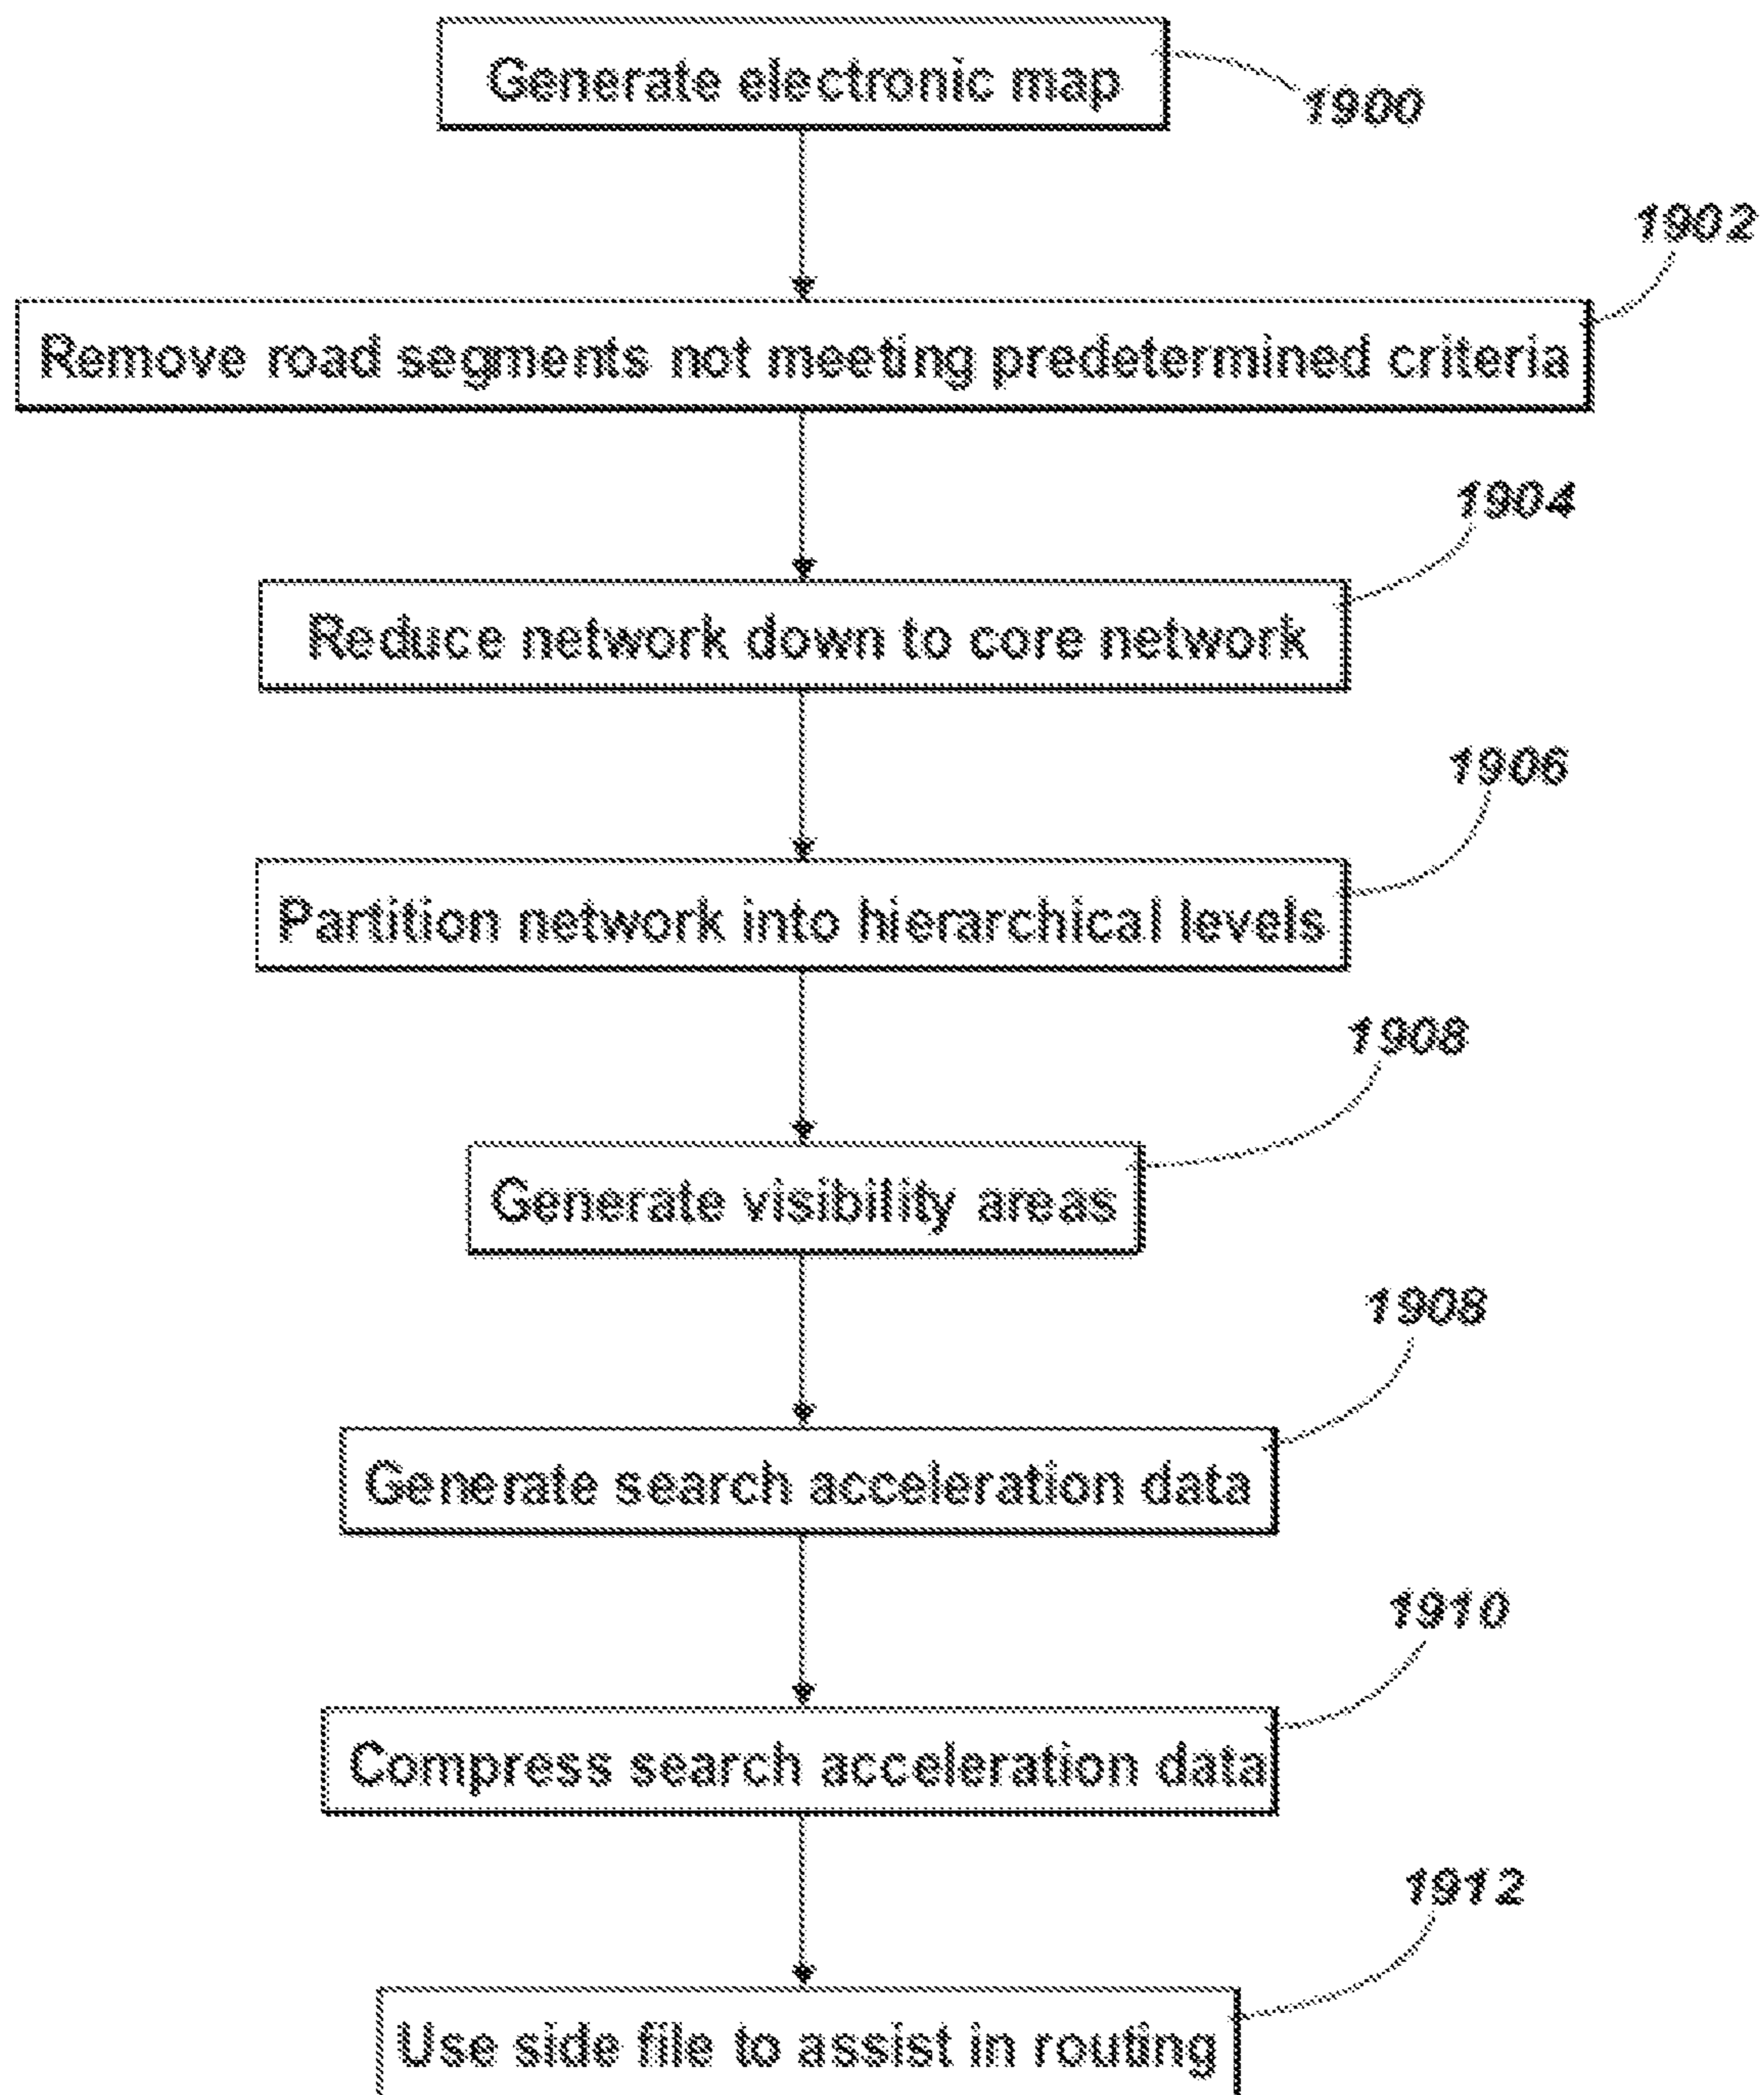 Generate electronic map
1900
1902
Remove road segments not meeting predetermined criteria
1904
Reduce network down to core network
1906
Partition network into hierarchical levels
1908
Generate visibility areas
1908
Generate search acceleration data
1910
Compress search acceleration data
1912
Use side file to assist in routing